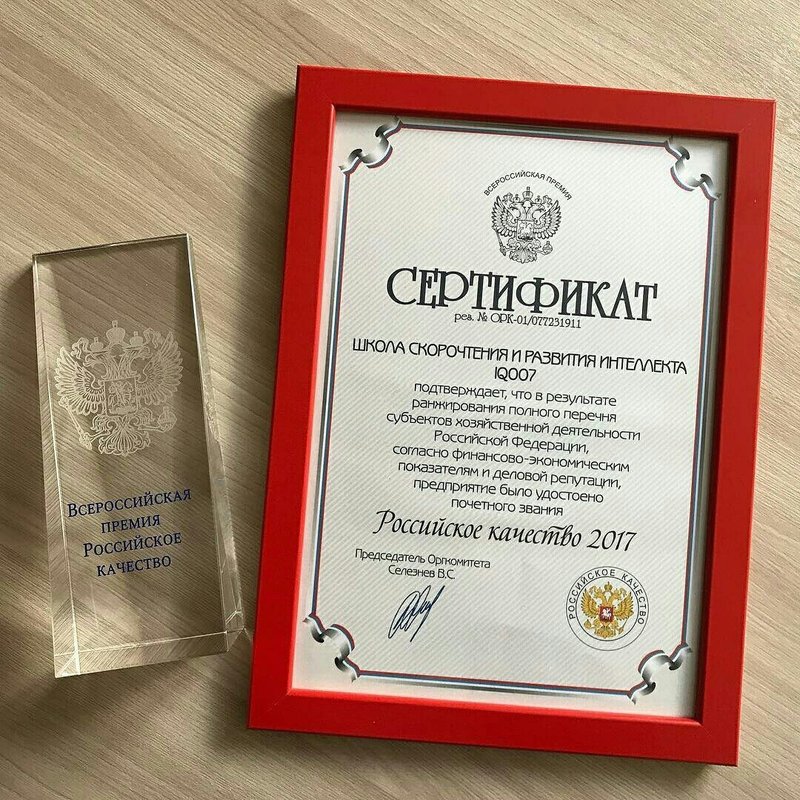 Всероссийская
премия
Российское
качество
ВСЕРОССИЙСКАЯ ПРЕМИЯ
СЕРТИФИКАТ
рег. № ОРК-01/077231911
ШКОЛА СКОРОЧТЕНИЯ И РАЗВИТИЯ ИНТЕЛЛЕКТА
IQ007
подтверждает, что в результате
ранжирования полного перечня
субъектов хозяйственной деятельности
Российской Федерации,
согласно финансово-экономическим
показателям и деловой репутации,
предприятие было удостоено
почетного звания
Российское качество 2017
Председатель Оргкомитета
Селезнев В.С.
РОССИЙСКОЕ КАЧЕСТВО